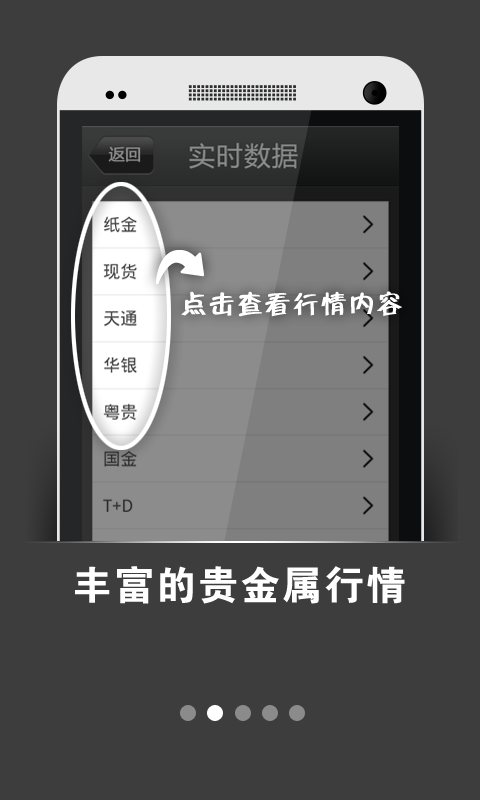 返回
实时数据
纸金
现货
点击查看行情内容
天通
华银
粤贵
国金
T+D
丰富的贵金属行情